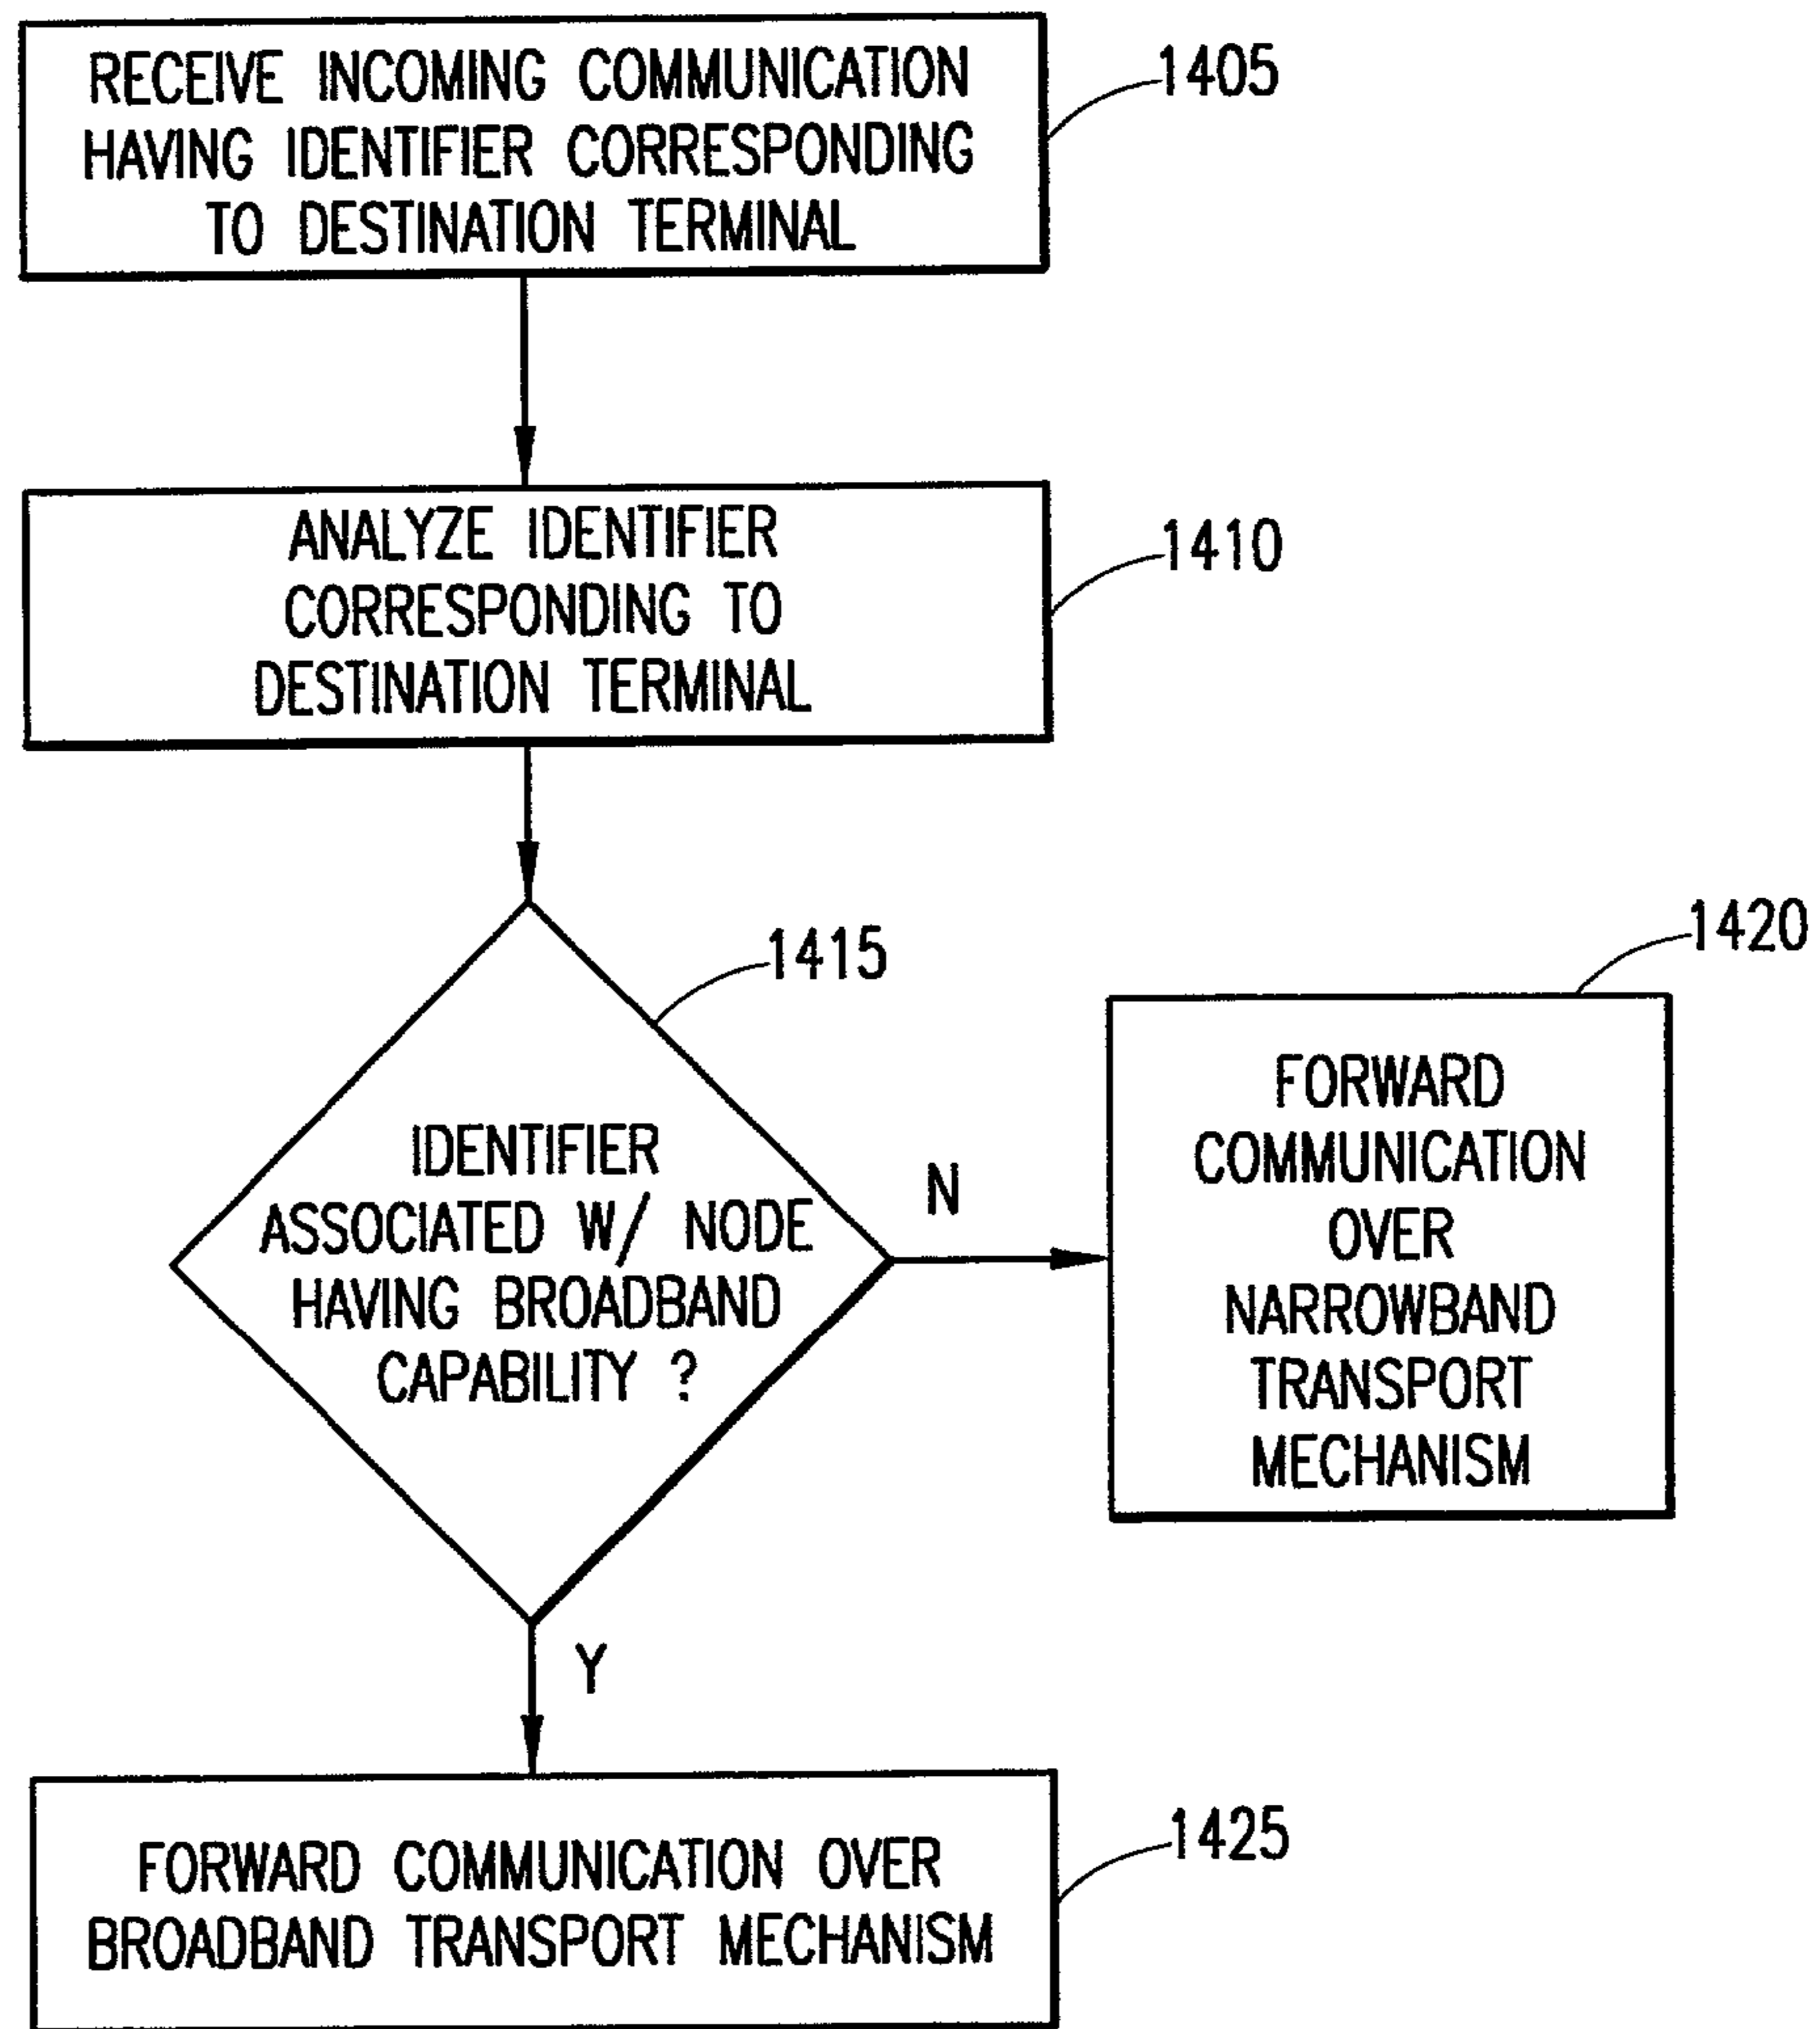 RECEIVE INCOMING COMMUNICATION
HAVING IDENTIFIER CORRESPONDING
TO DESTINATION TERMINAL
1405
ANALYZE IDENTIFIER
CORRESPONDING TO
DESTINATION TERMINAL
1410
IDENTIFIER
ASSOCIATED W/ NODE
HAVING BROADBAND
CAPABILITY ?
1415
N
FORWARD
COMMUNICATION
OVER
NARROWBAND
TRANSPORT
MECHANISM
1420
Y
FORWARD COMMUNICATION OVER
BROADBAND TRANSPORT MECHANISM
1425